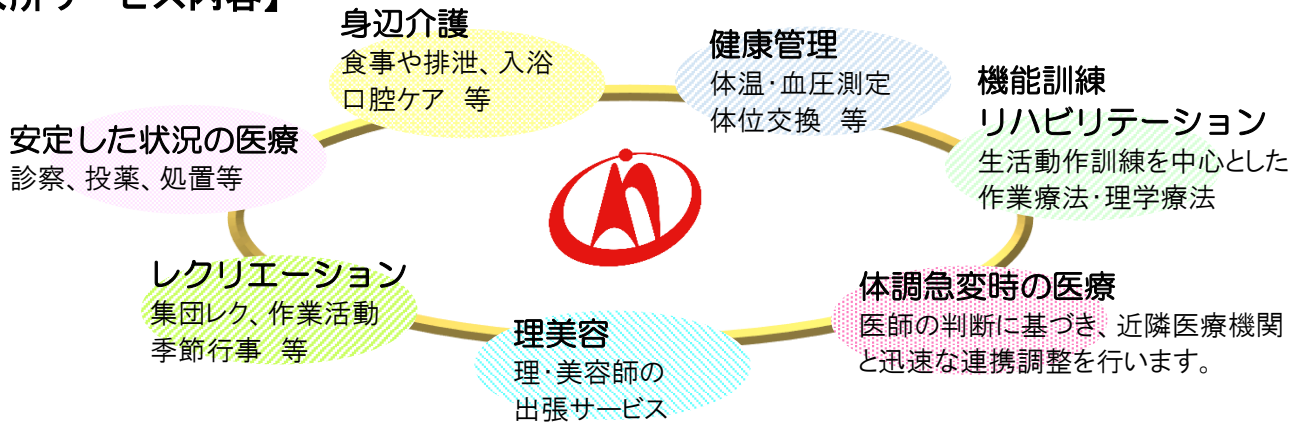 所サービス内容】
身辺介護
食事や排泄、入浴
口腔ケア　等
健康管理
体温・血圧測定
体位交換　等
機能訓練
リハビリテーション
生活動作訓練を中心とした
作業療法・理学療法
安定した状況の医療
診察、投薬、処置等
レクリエーション
集団レク、作業活動
季節行事　等
理美容
理・美容師の
出張サービス
体調急変時の医療
医師の判断に基づき、近隣医療機関
と迅速な連携調整を行います。